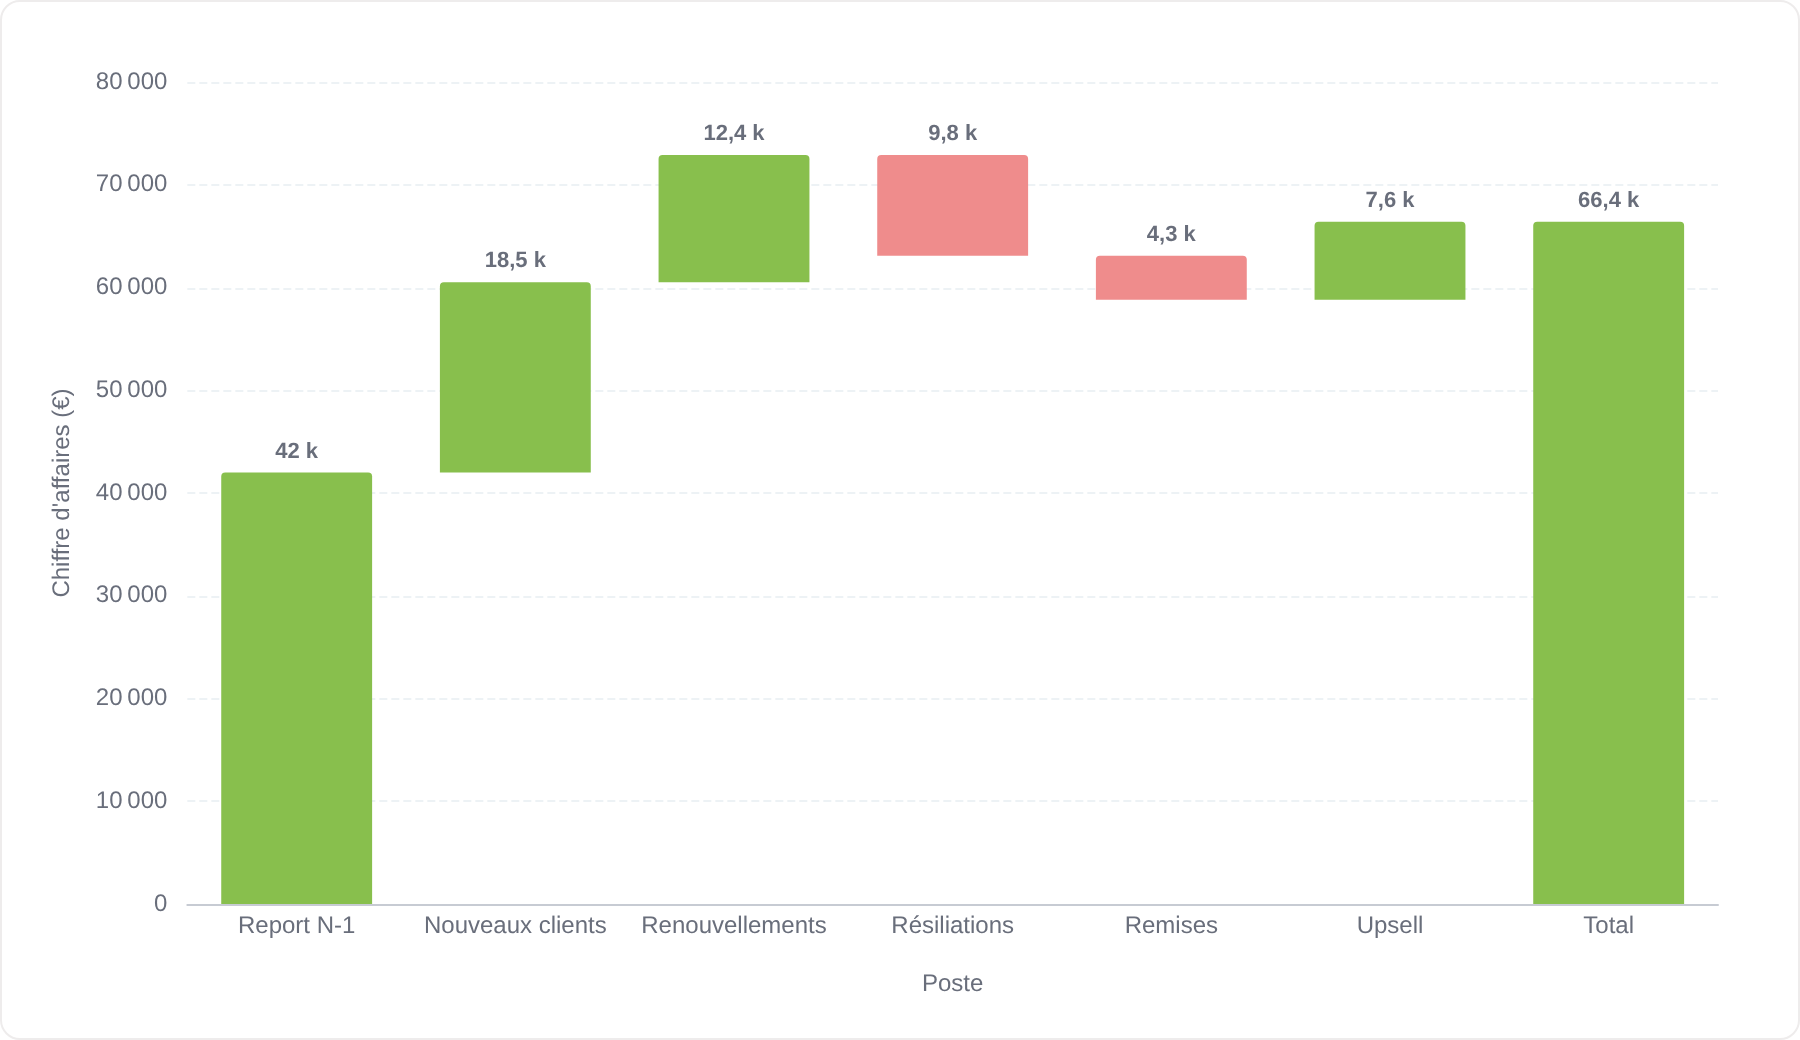 80 000
70 000
60 000
50 000
40 000
30 000
20 000
10 000
0
Chiffre d'affaires (€)
42 k
18,5 k
12,4 k
9,8 k
4,3 k
7,6 k
66,4 k
Report N-1
Nouveaux clients
Renouvellements
Résiliations
Remises
Upsell
Total
Poste